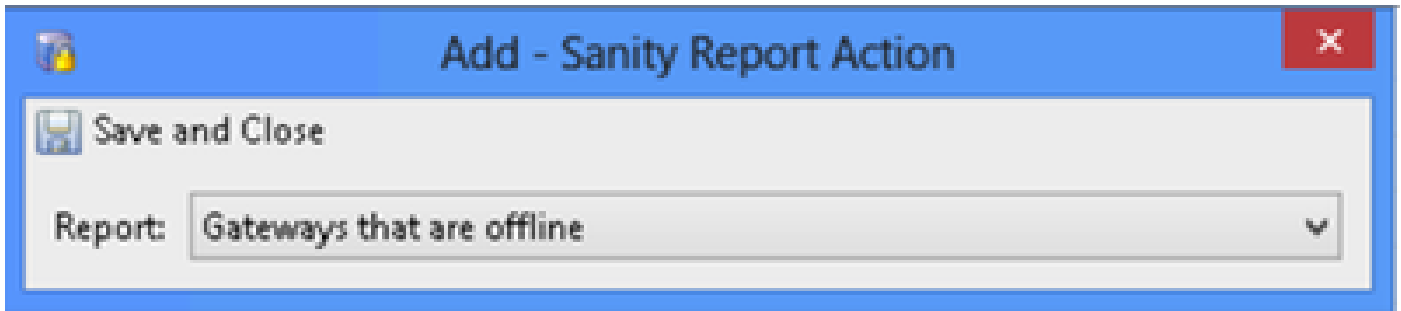 Add - Sanity Report Action
Save and Close
Report: Gateways that are offline